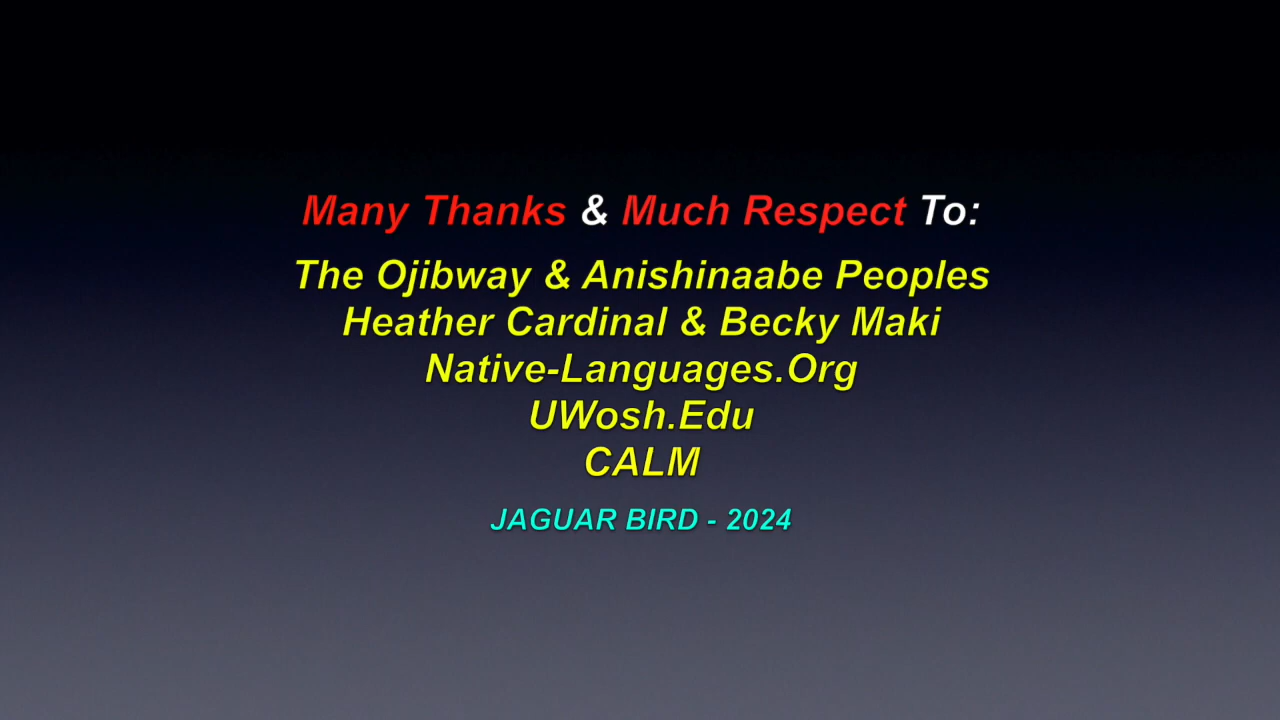 Many Thanks & Much Respect To:
The Ojibway & Anishinaabe Peoples
Heather Cardinal & Becky Maki
Native-Languages.Org
UWosh.Edu
CALM
JAGUAR BIRD - 2024